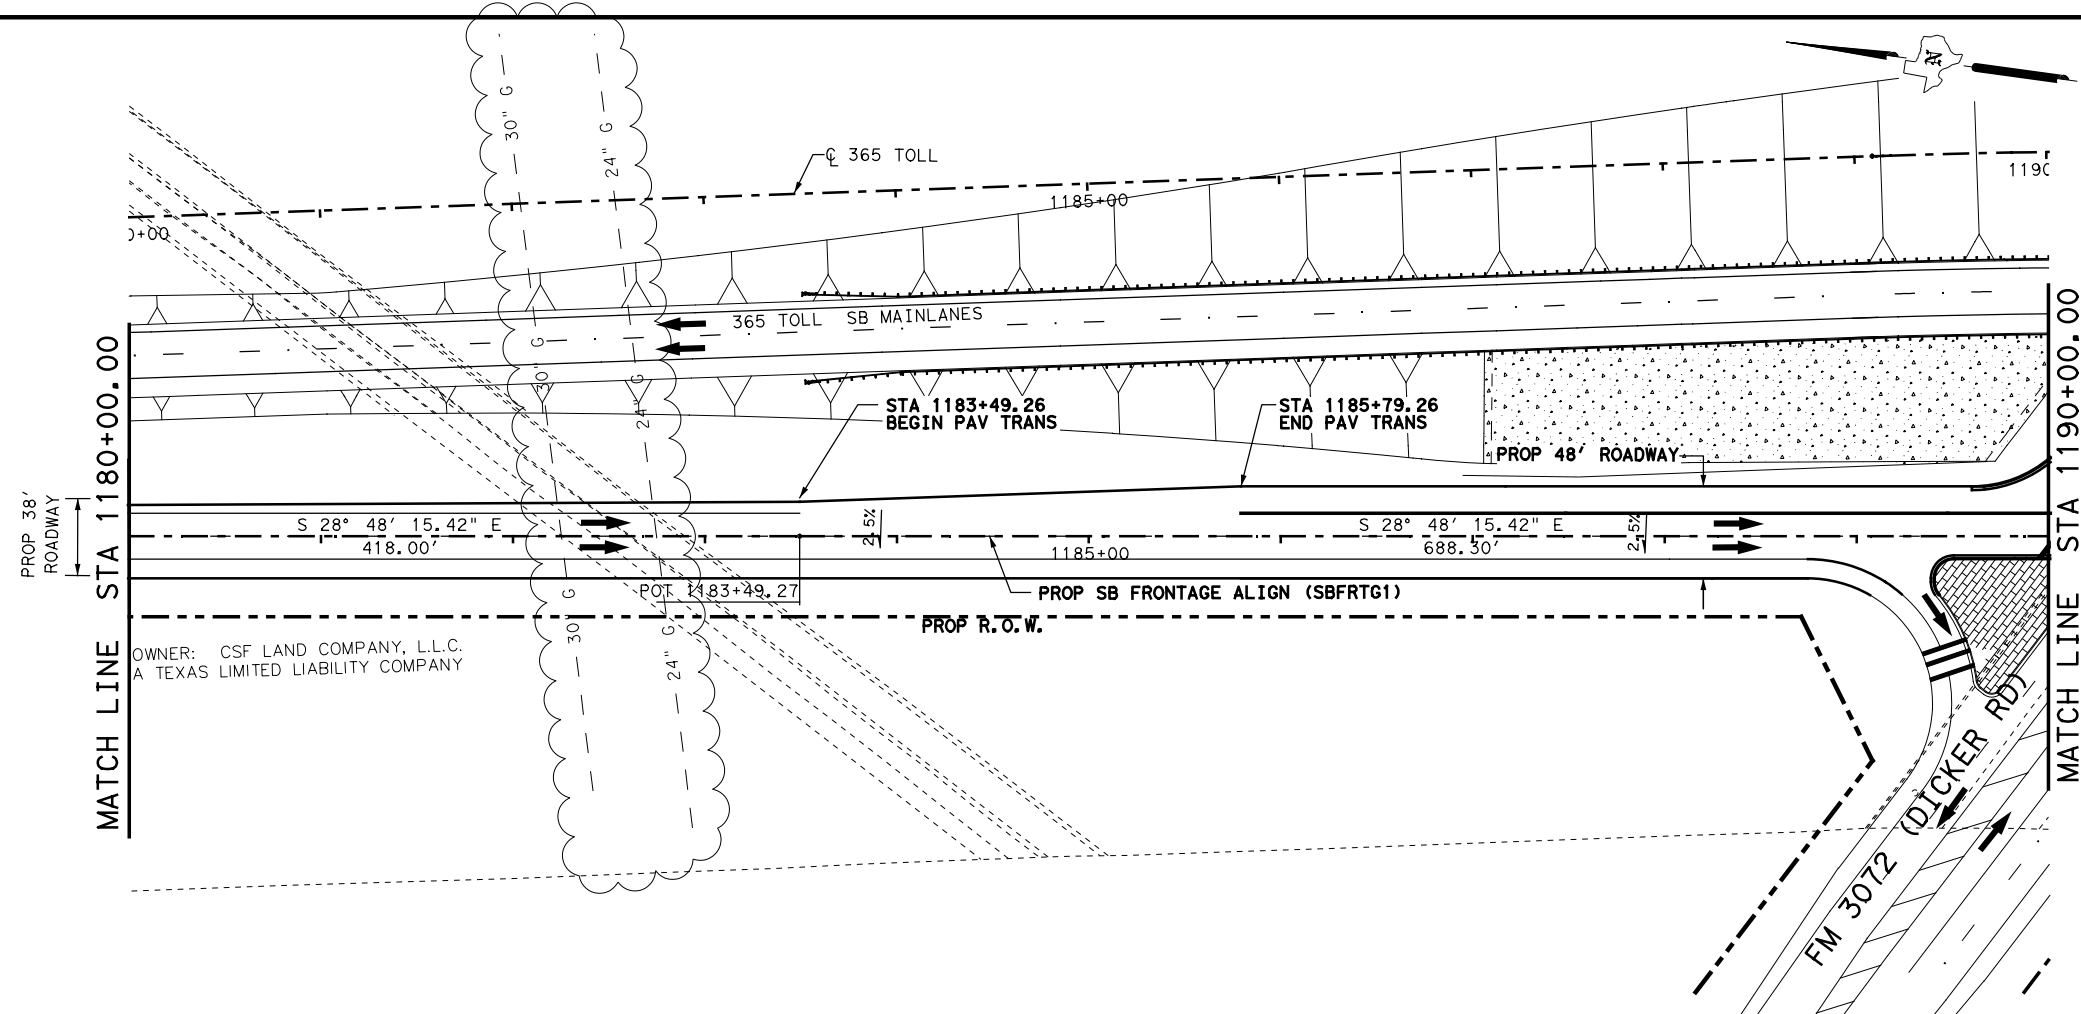 N
30" G
24" G
℄ 365 TOLL
1185+00
0+00
365 TOLL SB MAINLANES
30" G
24" G
STA 1183+49.26
BEGIN PAV TRANS
STA 1185+79.26
END PAV TRANS
PROP 48' ROADWAY
PROP 38'
ROADWAY
MATCH LINE STA 1180+00.00
S 28° 48' 15.42" E
418.00'
2.5%
1185+00
S 28° 48' 15.42" E
688.30'
2.5%
POT 1183+49.27
PROP SB FRONTAGE ALIGN (SBFRTG1)
PROP R.O.W.
30" G
24" G
OWNER: CSF LAND COMPANY, L.L.C.
A TEXAS LIMITED LIABILITY COMPANY
FM 3072 (DICKER RD)
MATCH LINE STA 1190+00.00